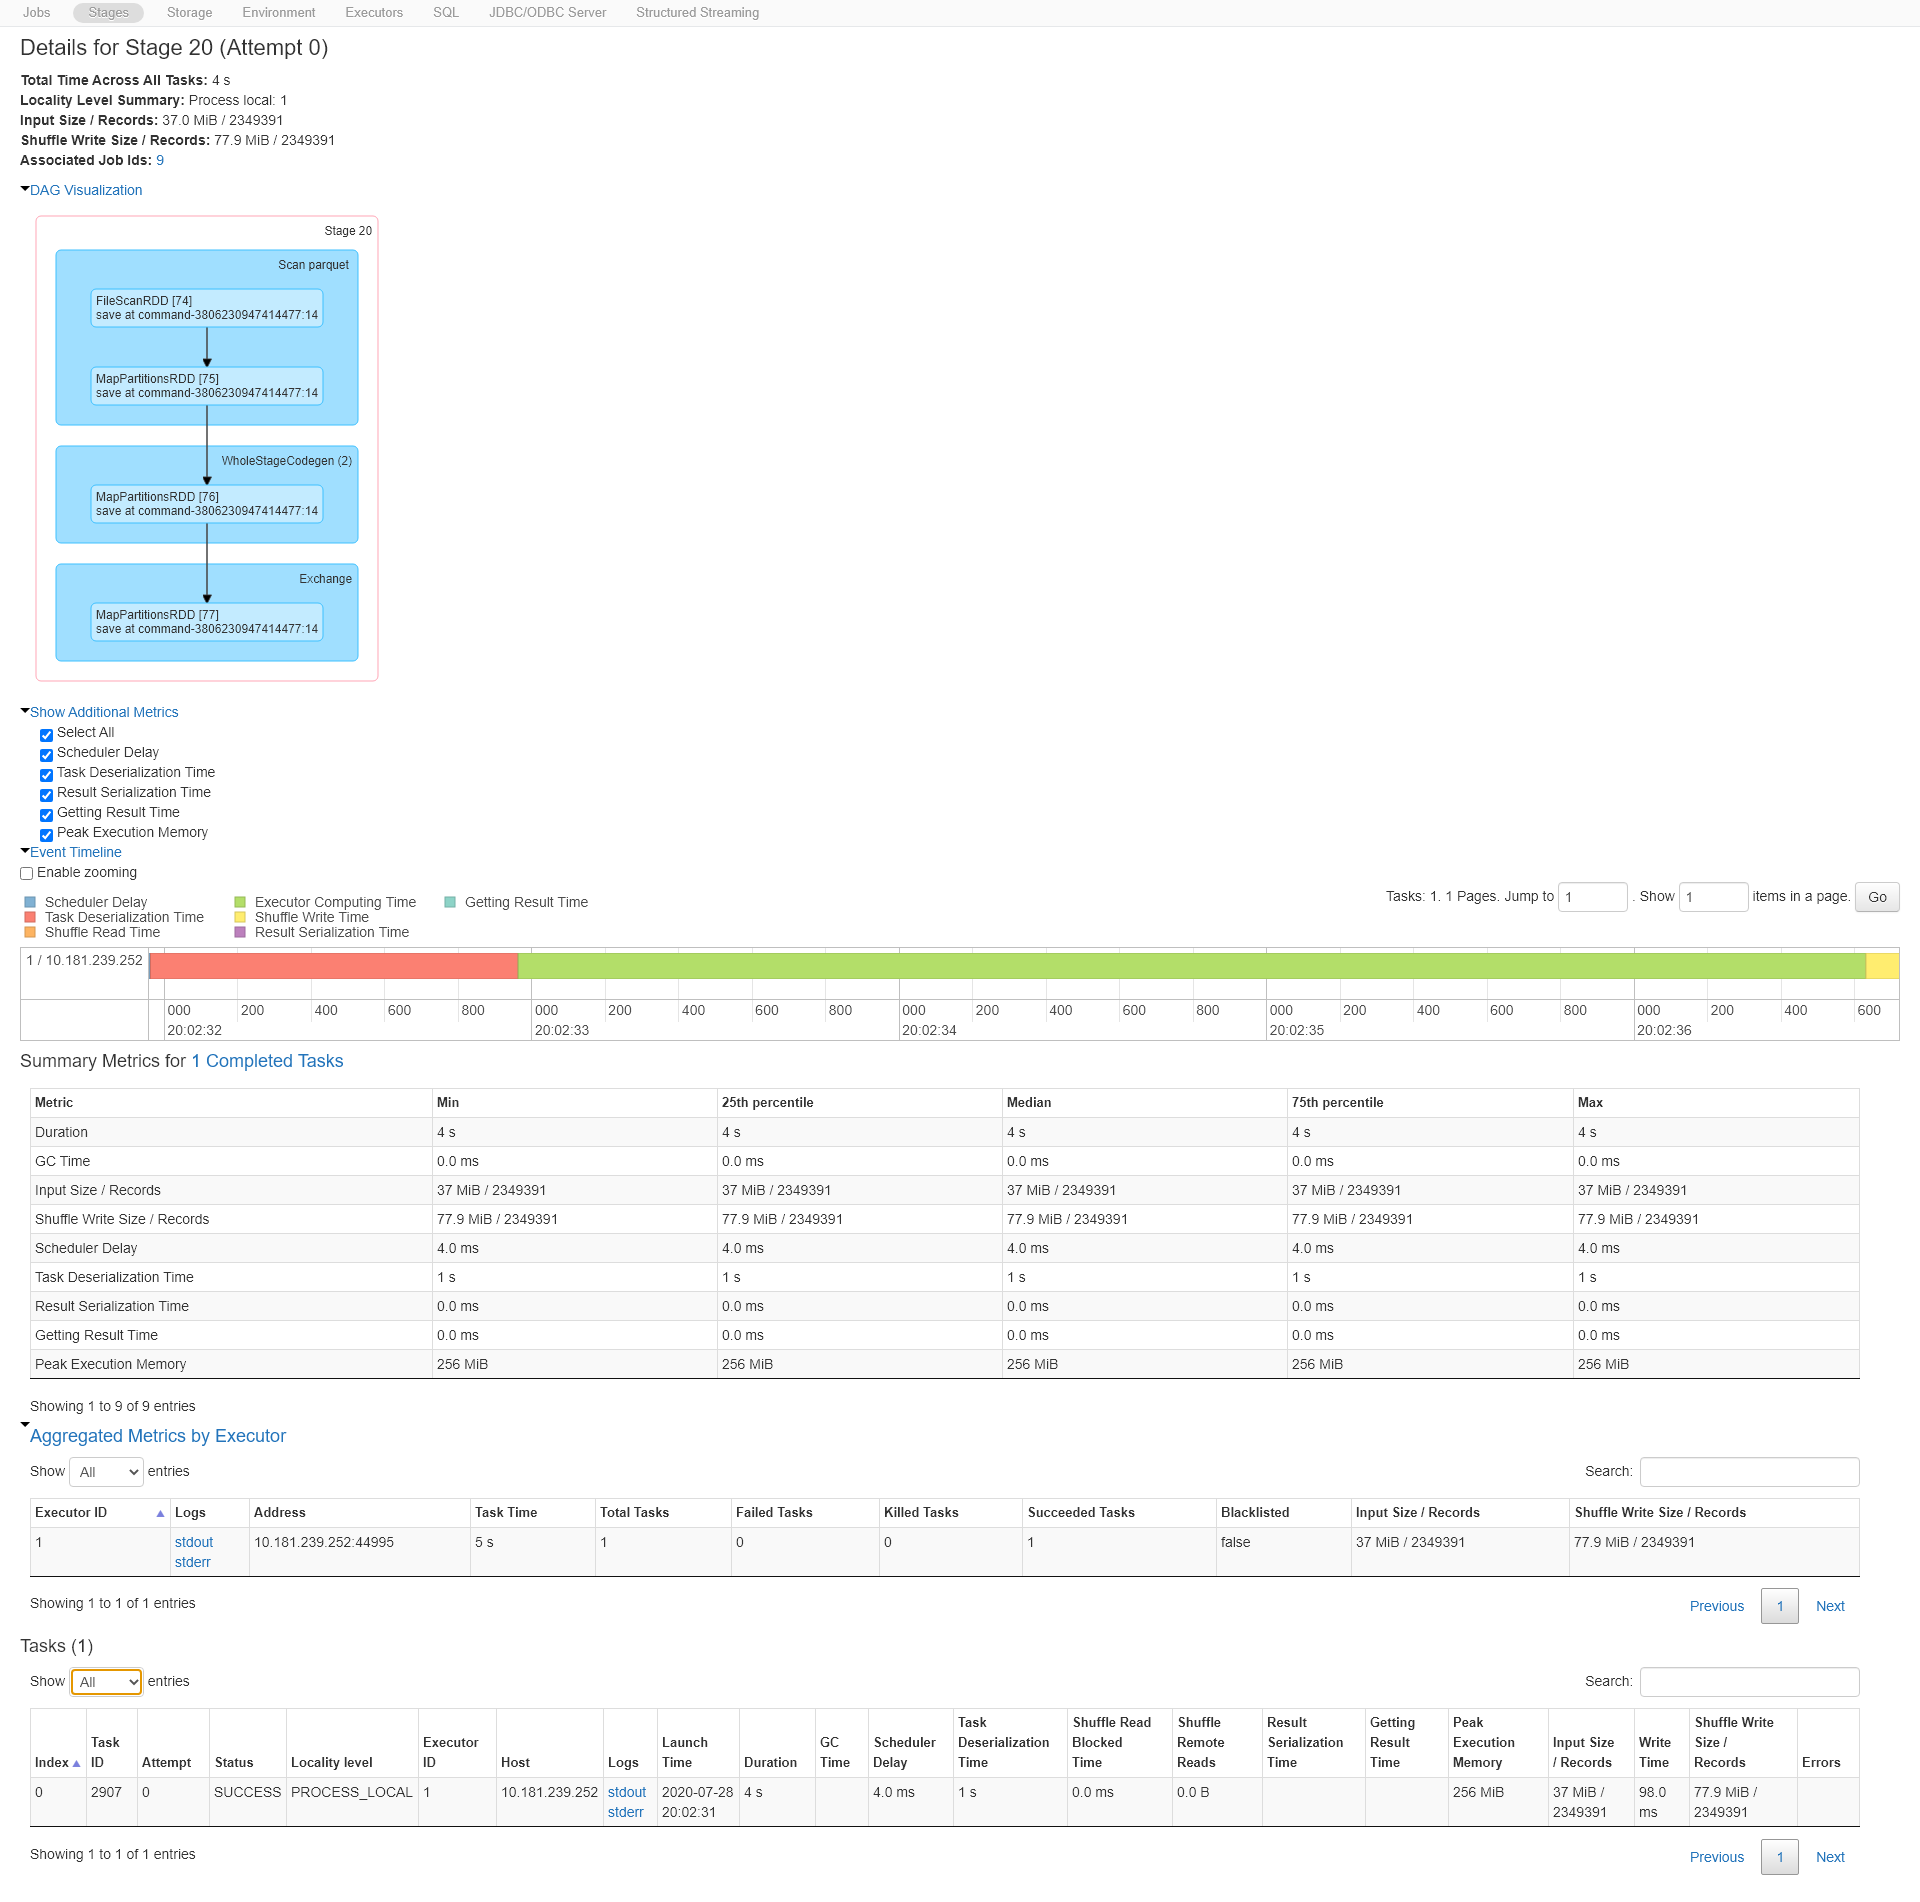 Jobs Stages Storage Environment Executors SQL JDBC/ODBC Server Structured Streaming
Details for Stage 20 (Attempt 0)
Total Time Across All Tasks: 4 s
Locality Level Summary: Process local: 1
Input Size / Records: 37.0 MiB / 2349391
Shuffle Write Size / Records: 77.9 MiB / 2349391
Associated Job Ids: 9
DAG Visualization
Stage 20
Scan parquet
FileScanRDD [74]
save at command-3806230947414477:14
MapPartitionsRDD [75]
save at command-3806230947414477:14
WholeStageCodegen (2)
MapPartitionsRDD [76]
save at command-3806230947414477:14
Exchange
MapPartitionsRDD [77]
save at command-3806230947414477:14
Show Additional Metrics
Select All
Scheduler Delay
Task Deserialization Time
Result Serialization Time
Getting Result Time
Peak Execution Memory
Event Timeline
Enable zooming
Tasks: 1. 1 Pages. Jump to 1 . Show 1 items in a page. Go
Scheduler Delay Executor Computing Time Getting Result Time
Task Deserialization Time Shuffle Write Time
Shuffle Read Time Result Serialization Time
1 / 10.181.239.252
000 200 400 600 800 000 200 400 600 800 000 200 400 600 800 000 200 400 600 800 000 200 400 600
20:02:32 20:02:33 20:02:34 20:02:35 20:02:36
Summary Metrics for 1 Completed Tasks
Metric Min 25th percentile Median 75th percentile Max
Duration 4 s 4 s 4 s 4 s 4 s
GC Time 0.0 ms 0.0 ms 0.0 ms 0.0 ms 0.0 ms
Input Size / Records 37 MiB / 2349391 37 MiB / 2349391 37 MiB / 2349391 37 MiB / 2349391 37 MiB / 2349391
Shuffle Write Size / Records 77.9 MiB / 2349391 77.9 MiB / 2349391 77.9 MiB / 2349391 77.9 MiB / 2349391 77.9 MiB / 2349391
Scheduler Delay 4.0 ms 4.0 ms 4.0 ms 4.0 ms 4.0 ms
Task Deserialization Time 1 s 1 s 1 s 1 s 1 s
Result Serialization Time 0.0 ms 0.0 ms 0.0 ms 0.0 ms 0.0 ms
Getting Result Time 0.0 ms 0.0 ms 0.0 ms 0.0 ms 0.0 ms
Peak Execution Memory 256 MiB 256 MiB 256 MiB 256 MiB 256 MiB
Showing 1 to 9 of 9 entries
Aggregated Metrics by Executor
Show All entries Search:
Executor ID Logs Address Task Time Total Tasks Failed Tasks Killed Tasks Succeeded Tasks Blacklisted Input Size / Records Shuffle Write Size / Records
1 stdout 10.181.239.252:44995 5 s 1 0 0 1 false 37 MiB / 2349391 77.9 MiB / 2349391
stderr
Showing 1 to 1 of 1 entries
Previous 1 Next
Tasks (1)
Show All entries Search:
Task Shuffle Read Shuffle Result Getting Peak Shuffle Write
Task Executor Launch GC Scheduler Deserialization Blocked Remote Serialization Result Execution Input Size Write Size /
Index ID Attempt Status Locality level ID Host Logs Time Duration Time Delay Time Time Reads Time Time Memory / Records Time Records Errors
0 2907 0 SUCCESS PROCESS_LOCAL 1 10.181.239.252 stdout 2020-07-28 4 s 4.0 ms 1 s 0.0 ms 0.0 B 256 MiB 37 MiB / 98.0 77.9 MiB /
stderr 20:02:31 2349391 ms 2349391
Showing 1 to 1 of 1 entries
Previous 1 Next